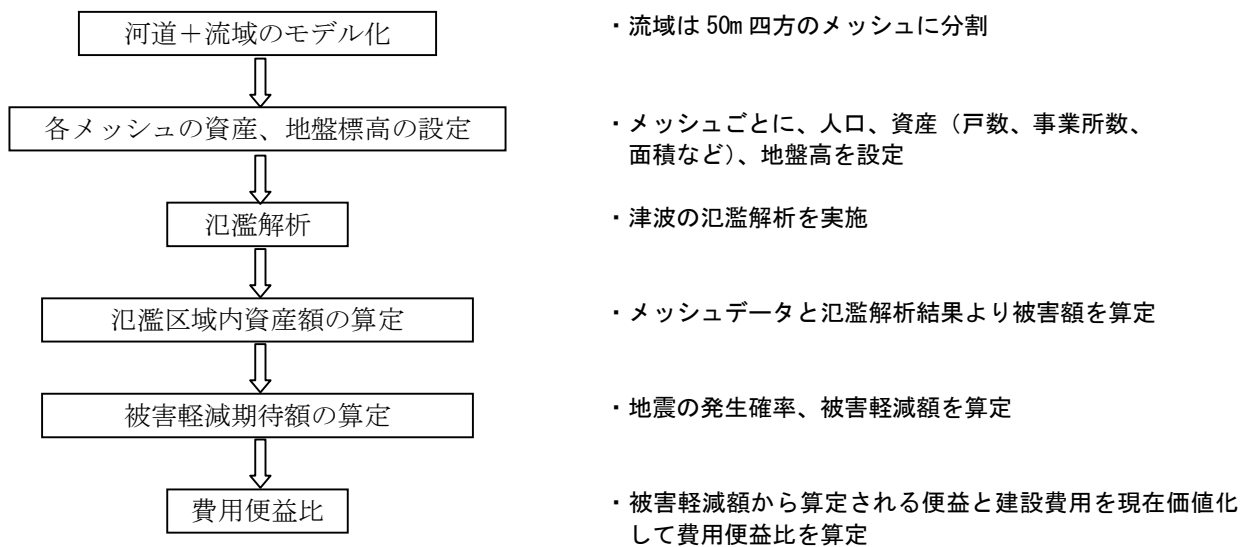 河道＋流域のモデル化
・流域は 50m 四方のメッシュに分割
各メッシュの資産、地盤標高の設定
・メッシュごとに、人口、資産（戸数、事業所数、
面積など）、地盤高を設定
氾濫解析
・津波の氾濫解析を実施
氾濫区域内資産額の算定
・メッシュデータと氾濫解析結果より被害額を算定
被害軽減期待額の算定
・地震の発生確率、被害軽減額を算定
費用便益比
・被害軽減額から算定される便益と建設費用を現在価値化
して費用便益比を算定